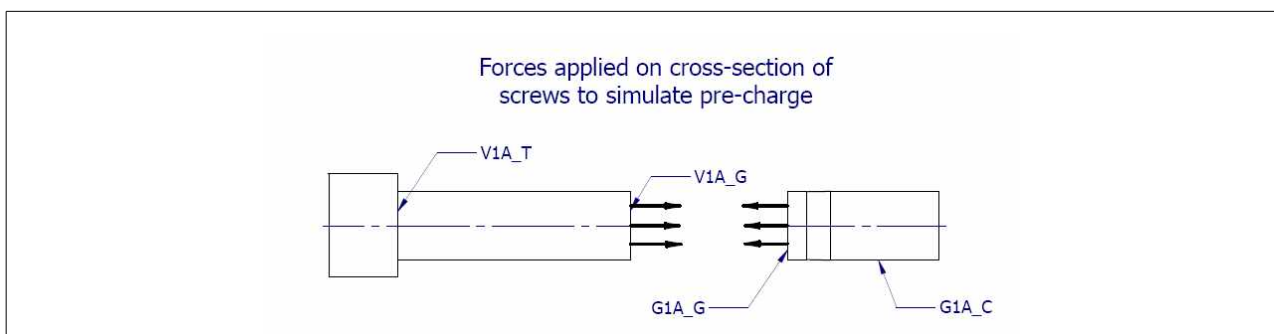 Forces applied on cross-section of
screws to simulate pre-charge
V1A_T
V1A_G
G1A_G
G1A_C